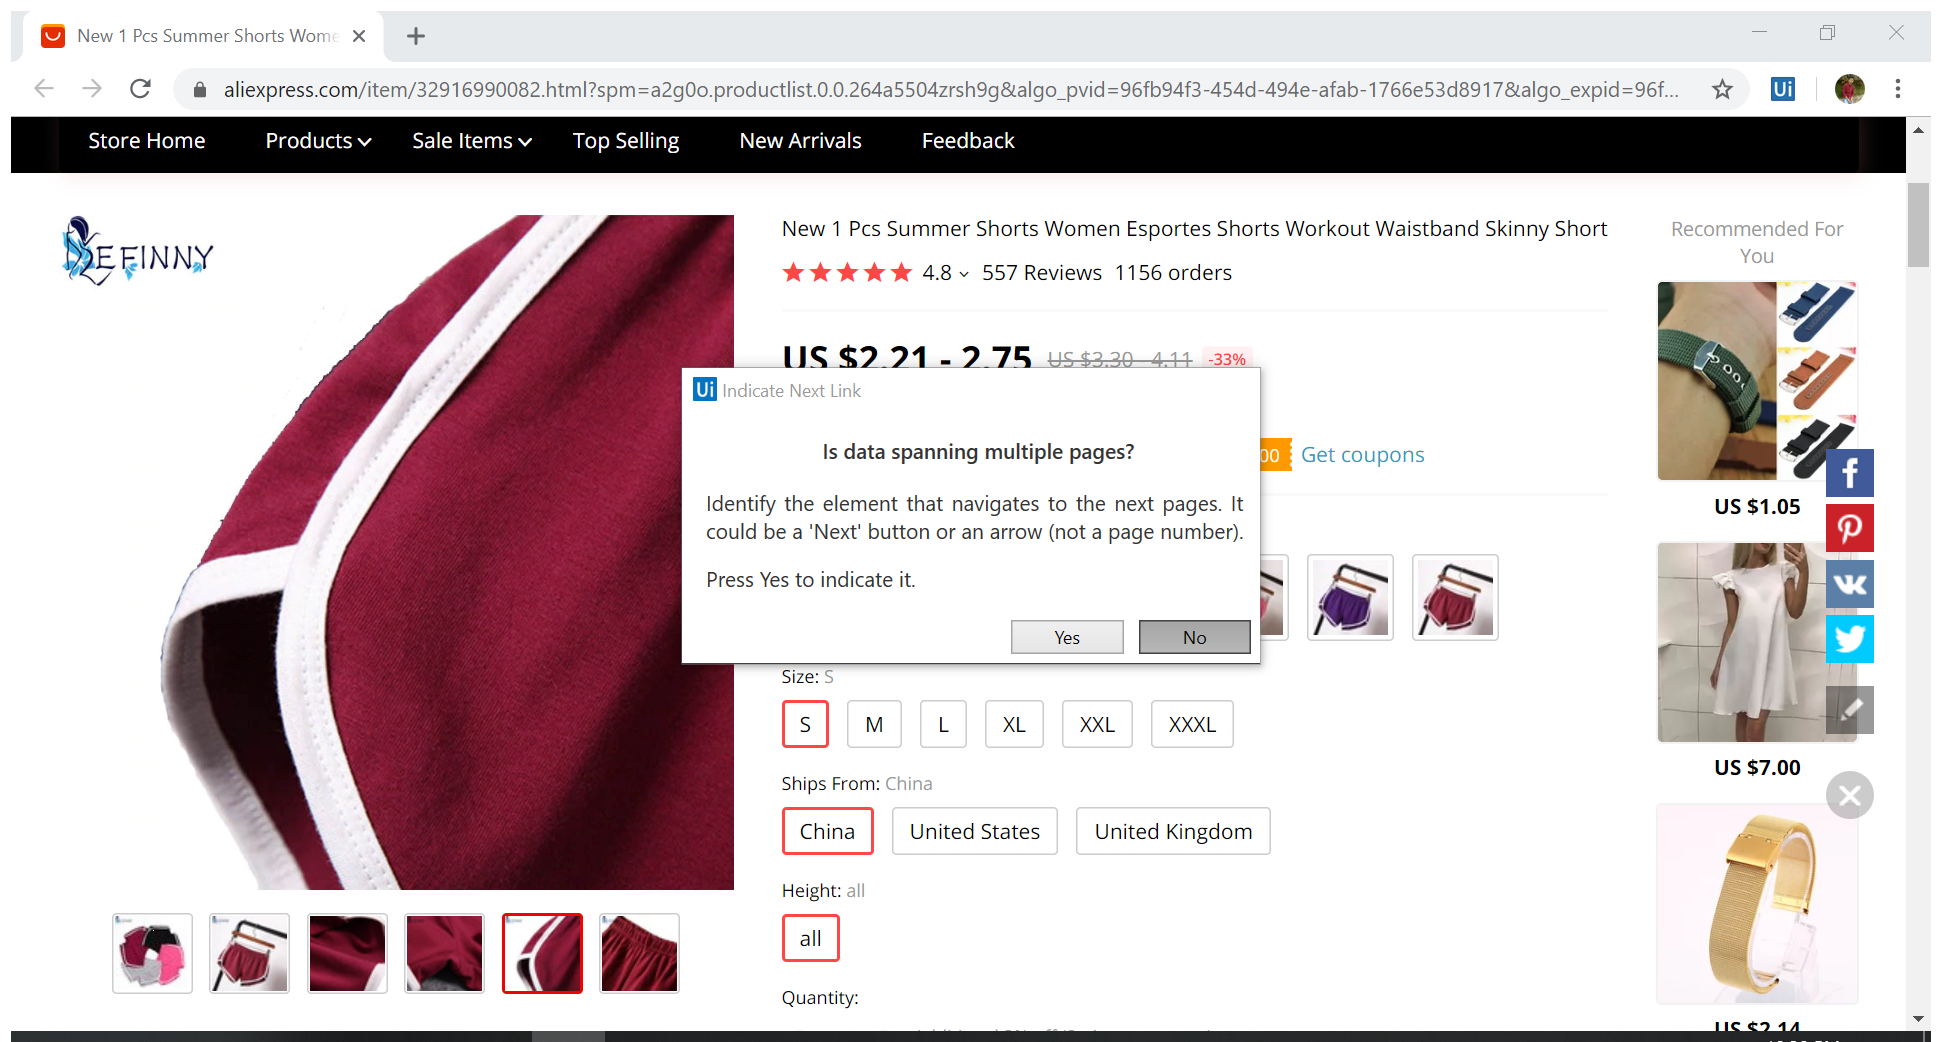 New 1 Pcs Summer Shorts Wome
aliexpress.com/item/32916990082.html?spm=a2g0o.productlist.0.0.264a5504zrsh9g&algo_pvid=96fb94f3-454d-494e-afab-1766e53d8917&algo_expid=96f...
Ui
Store Home Products Sale Items Top Selling New Arrivals Feedback
DEFINNY
New 1 Pcs Summer Shorts Women Esportes Shorts Workout Waistband Skinny Short
4.8 557 Reviews 1156 orders
Recommended For
You
US $2.21 - 2.75 US $3.30 - 4.11 -33%
Ui Indicate Next Link
Is data spanning multiple pages?
00 Get coupons
Identify the element that navigates to the next pages. It
could be a 'Next' button or an arrow (not a page number).
Press Yes to indicate it.
Yes No
US $1.05
Size: S
S M L XL XXL XXXL
US $7.00
Ships From: China
China United States United Kingdom
Height: all
all
Quantity:
US $2.14